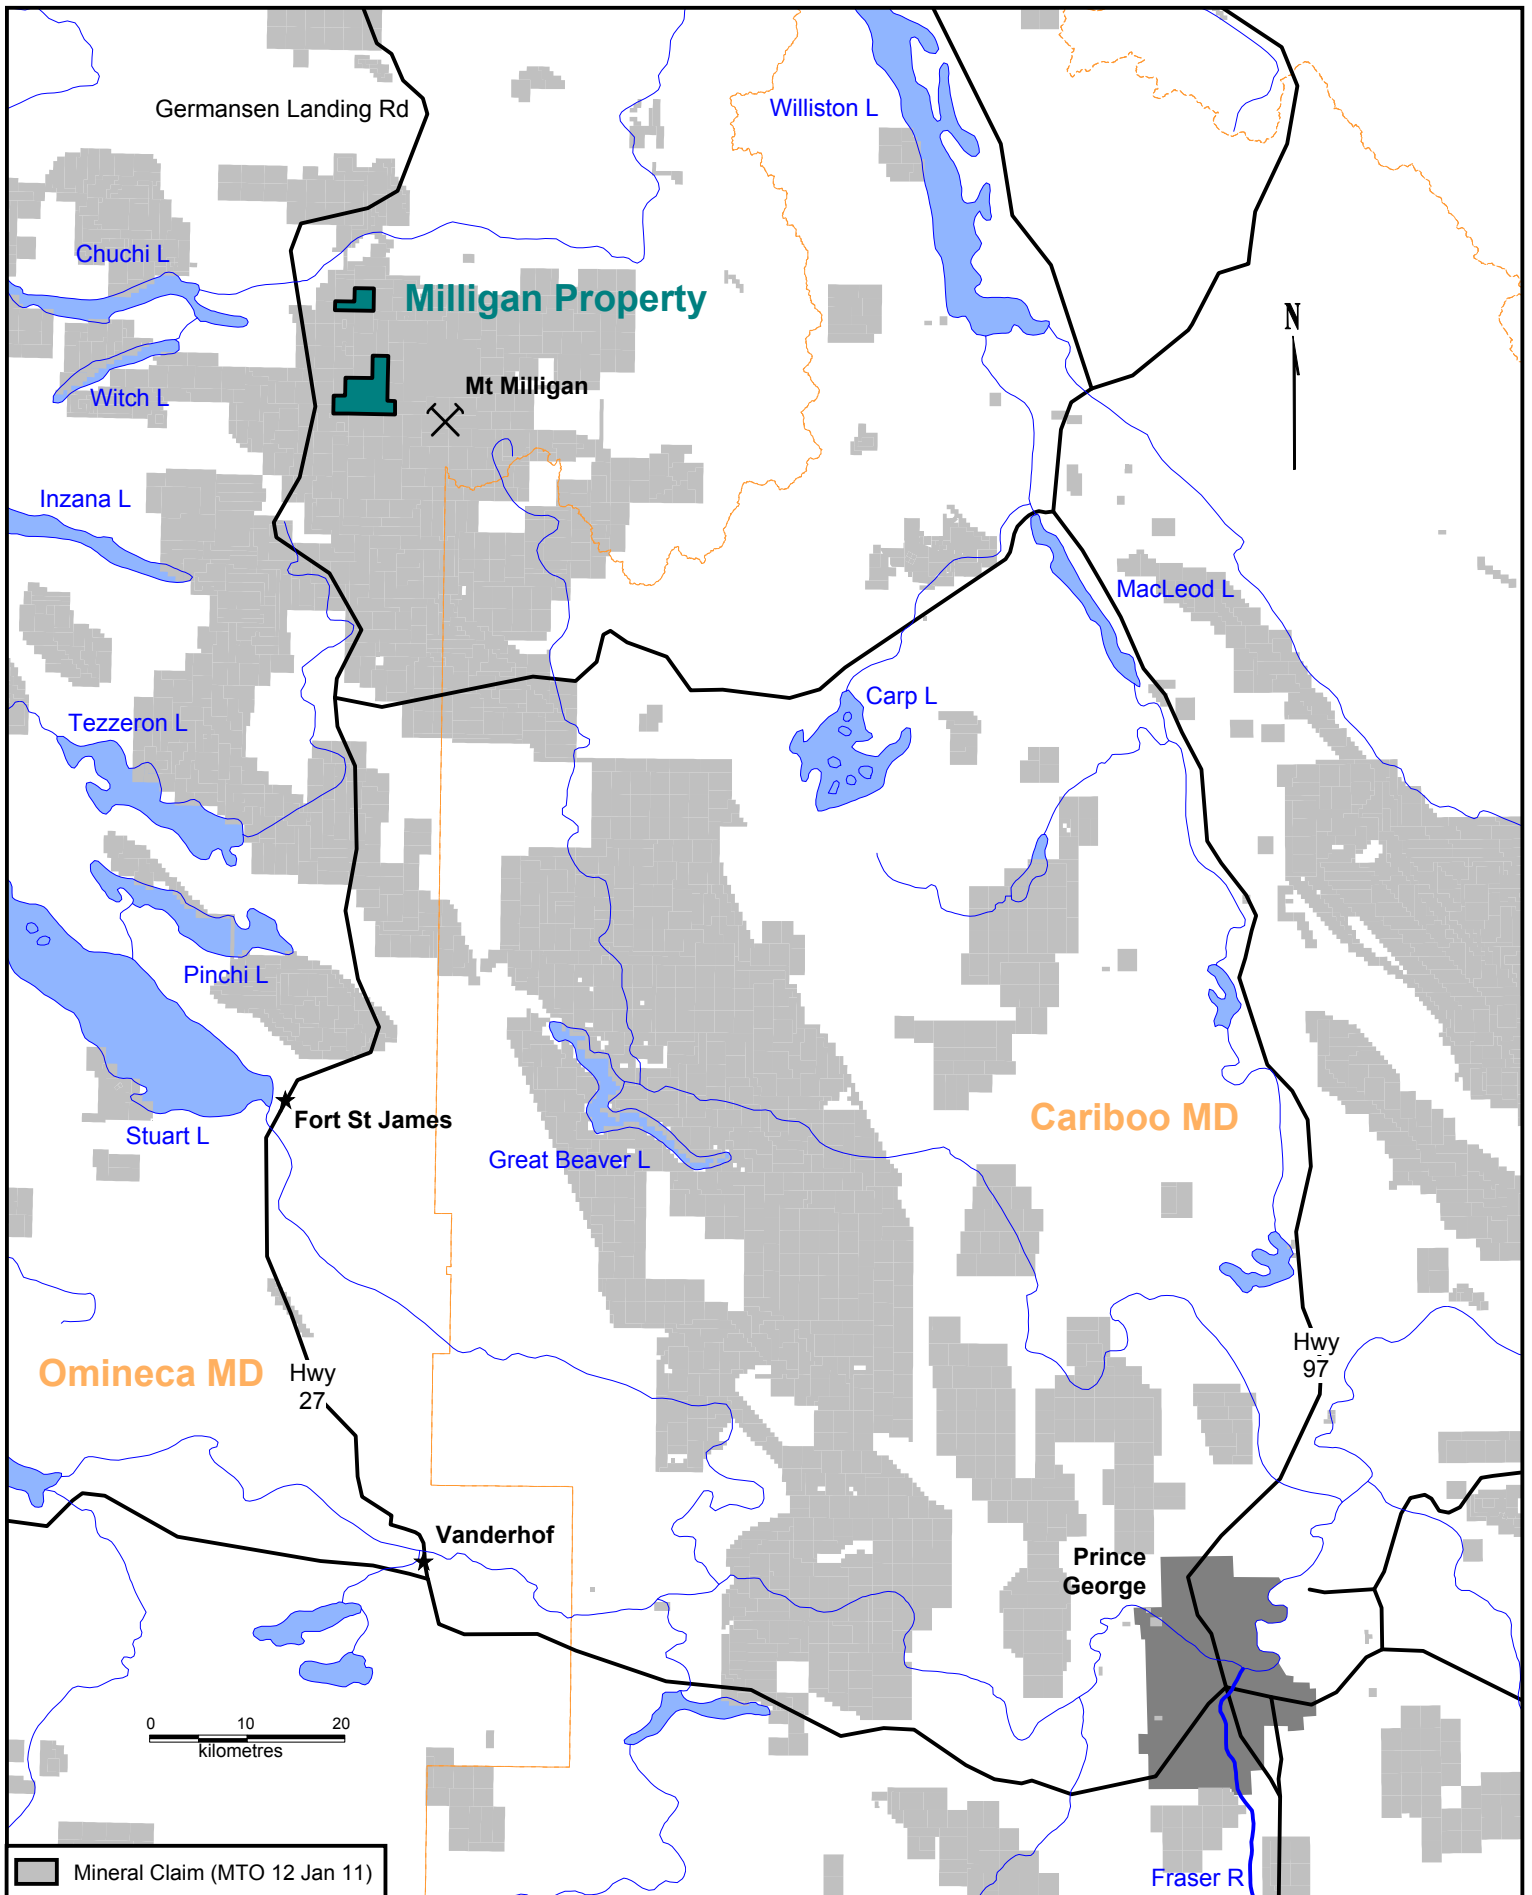 Germansen Landing Rd
Williston L
Chuchi L
Milligan Property
N
Mt Milligan
Witch L
Inzana L
MacLeod L
Carp L
Tezzeron L
Pinchi L
Fort St James
Stuart L
Cariboo MD
Great Beaver L
Hwy
97
Omineca MD
Hwy
27
Vanderhof
Prince
George
0 10 20
kilometres
Mineral Claim (MTO 12 Jan 11)
Fraser R